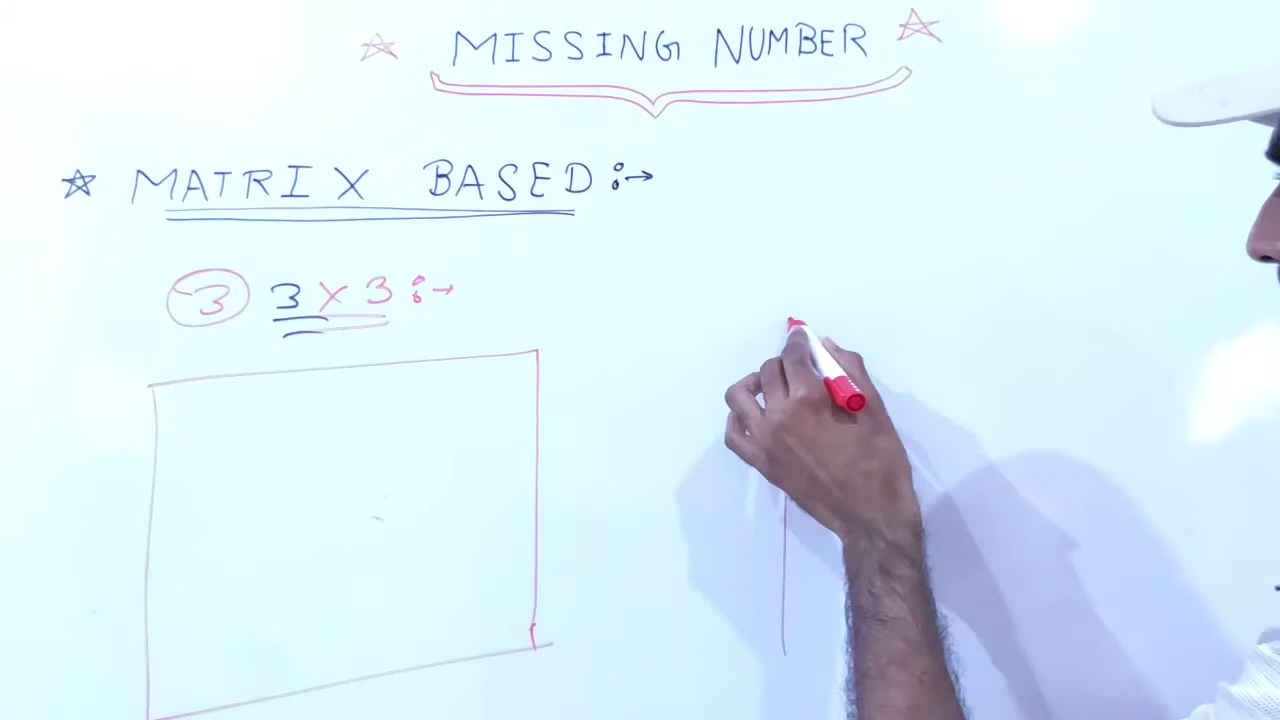 ☆ MISSING NUMBER ☆
☆ MATRIX BASED :→
③ 3 x 3 :→